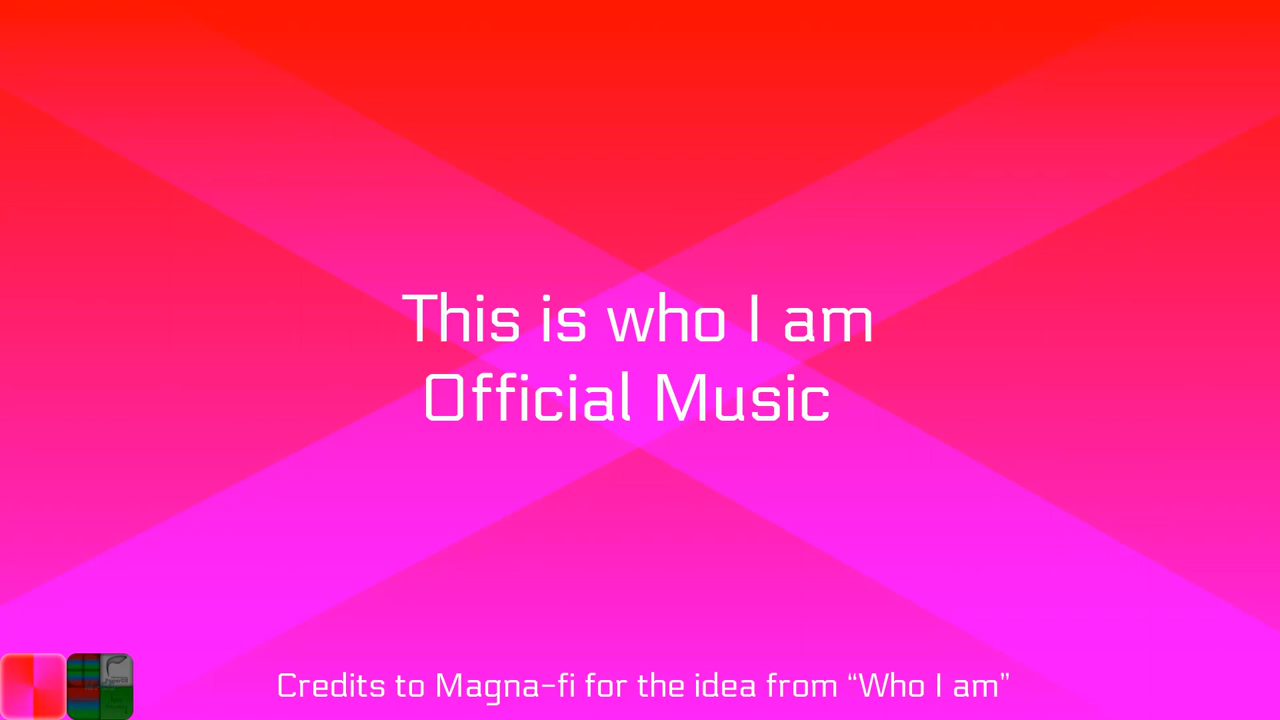 This is who I am
Official Music
Credits to Magna-fi for the idea from “Who I am”